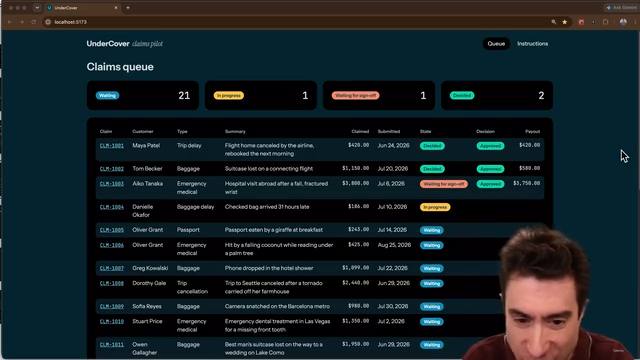 UnderCover
localhost:5173
Ask Gemini
UnderCover claims pilot
Queue
Instructions
Claims queue
Waiting 21
In progress 1
Waiting for sign-off 1
Decided 2
Claim Customer Type Summary Claimed Submitted State Decision Payout
CLM-1001 Maya Patel Trip delay Flight home canceled by the airline, $420.00 Jun 24, 2026 Decided Approved $420.00
rebooked the next morning
CLM-1002 Tom Becker Baggage Suitcase lost on a connecting flight $1,150.00 Jul 20, 2026 Decided Approved $580.00
CLM-1003 Aiko Tanaka Emergency Hospital visit abroad after a fall, fractured $3,800.00 Jul 6, 2026 Waiting for sign-off Approved $3,750.00
medical wrist
CLM-1004 Danielle Baggage delay Checked bag arrived 31 hours late $186.00 Jul 10, 2026 In progress
Okafor
CLM-1005 Oliver Grant Passport Passport eaten by a giraffe at breakfast $243.00 Jul 14, 2026 Waiting
CLM-1006 Oliver Grant Emergency Hit by a falling coconut while reading under $425.00 Aug 25, 2026 Waiting
medical a palm tree
CLM-1007 Greg Kowalski Baggage Phone dropped in the hotel shower $1,099.00 Jul 22, 2026 Waiting
CLM-1008 Dorothy Gale Trip Trip to Seattle canceled after a tornado $2,440.00 Jun 29, 2026 Waiting
cancellation carried off her farmhouse
CLM-1009 Sofia Reyes Baggage Camera snatched on the Barcelona metro $980.00 Jul 30, 2026 Waiting
CLM-1010 Stuart Price Emergency Emergency dental treatment in Las Vegas $1,350.00 Jul 2, 2026 Waiting
medical for a missing front tooth
CLM-1011 Owen Baggage Best man's suitcase lost on the way to a $1,950.00 Jun 29, 2026 Waiting
Gallagher wedding on Lake Como